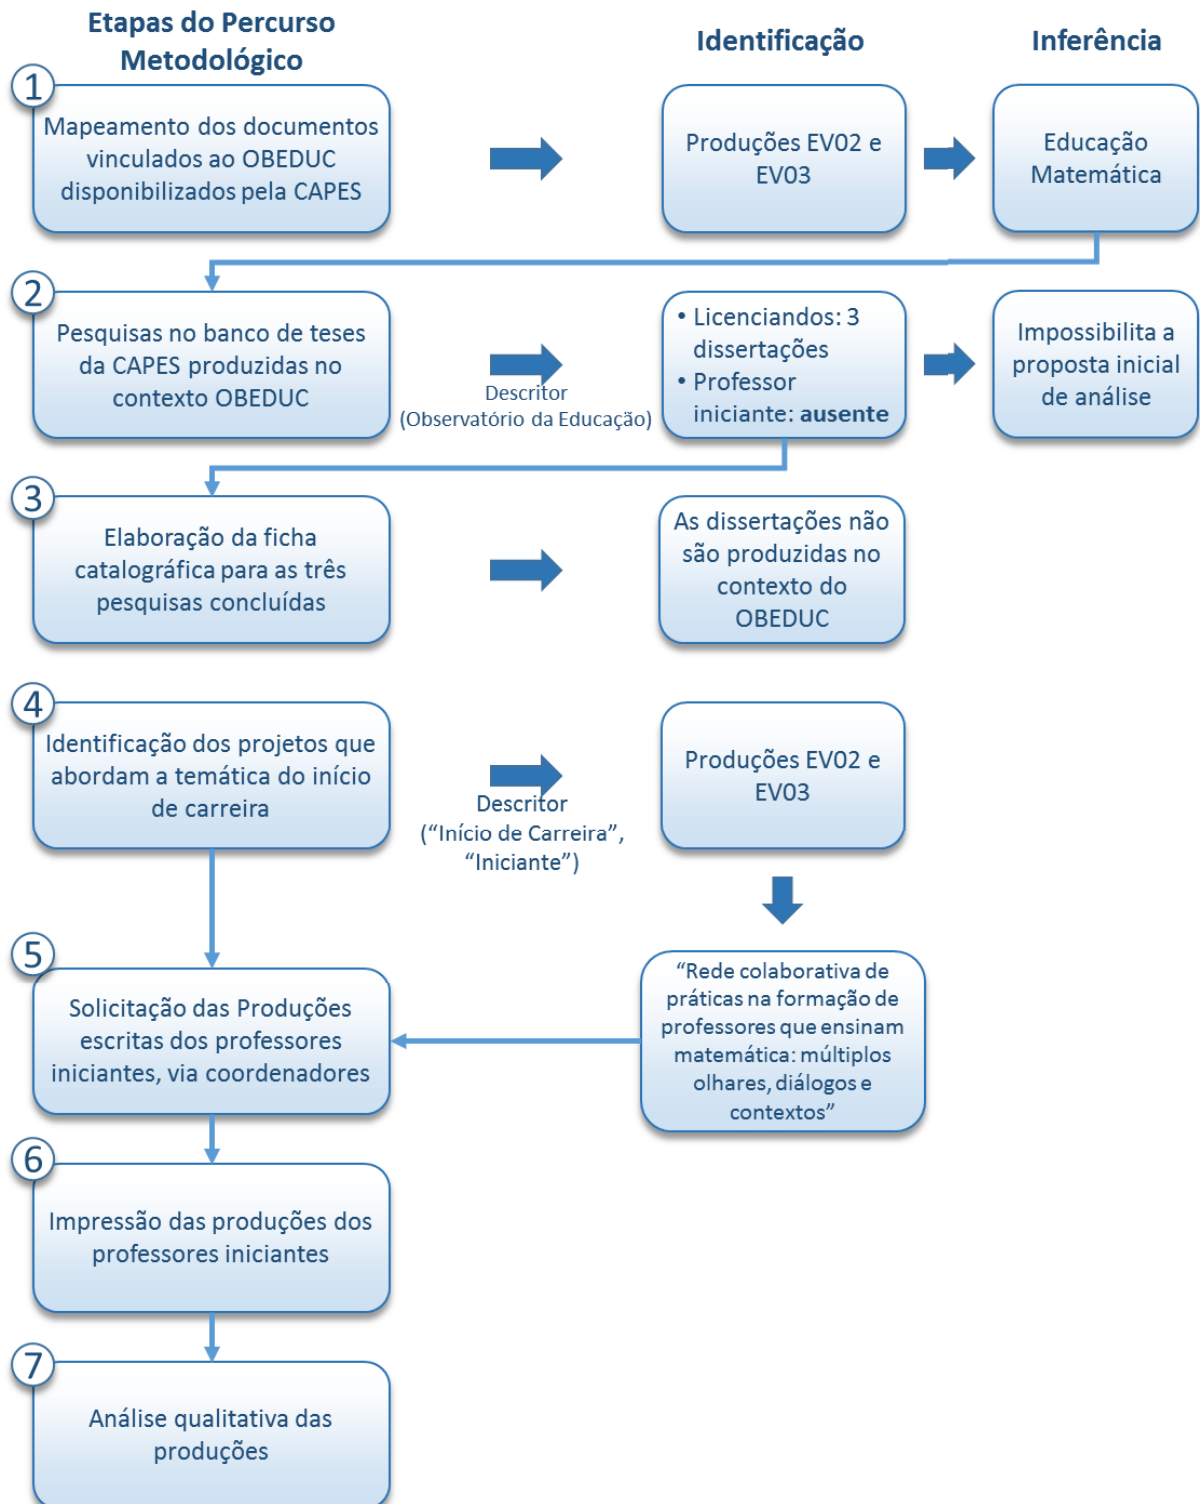 Etapas do Percurso
Metodológico
Identificação
Inferência
1
Mapeamento dos documentos
vinculados ao OBEDUC
disponibilizados pela CAPES
Produções EV02 e
EV03
Educação
Matemática
2
Pesquisas no banco de teses
da CAPES produzidas no
contexto OBEDUC
Descritor
(Observatório da Educação)
• Licenciandos: 3
dissertações
• Professor
iniciante: ausente
Impossibilita a
proposta inicial
de análise
3
Elaboração da ficha
catalográfica para as três
pesquisas concluídas
As dissertações não
são produzidas no
contexto do
OBEDUC
4
Identificação dos projetos que
abordam a temática do início
de carreira
Descritor
(“Início de Carreira”,
“Iniciante”)
Produções EV02 e
EV03
5
Solicitação das Produções
escritas dos professores
iniciantes, via coordenadores
“Rede colaborativa de
práticas na formação de
professores que ensinam
matemática: múltiplos
olhares, diálogos e
contextos”
6
Impressão das produções dos
professores iniciantes
7
Análise qualitativa das
produções